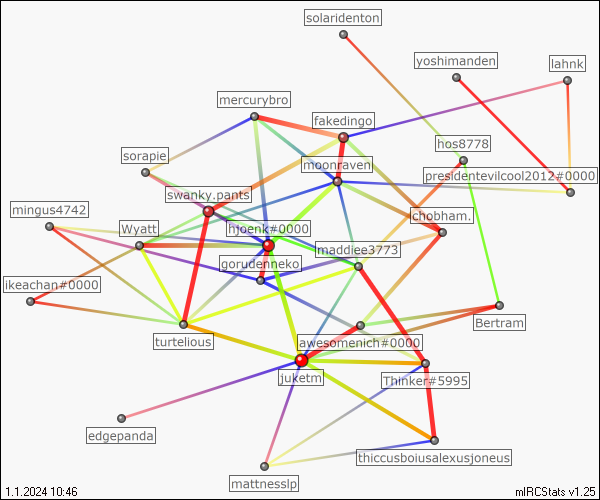 solaridenton
yoshimanden
lahnk
mercurybro
fakedingo
hos8778
sorapie
moonraven
presidentevilcool2012#0000
swanky.pants
mingus4742
chobham.
Wyatt
hjoenk#0000
maddiee3773
gorudenneko
ikeachan#0000
Bertram
turtelious
awesomenich#0000
juketm
Thinker#5995
edgepanda
thiccusboiusalexusjoneus
mattnesslp
1.1.2024 10:46
mIRCStats v1.25